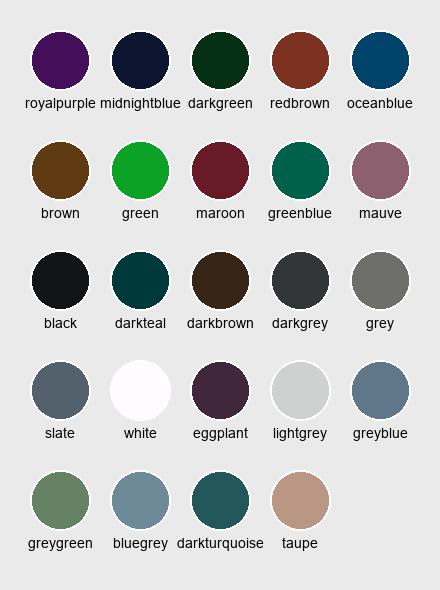 royalpurple midnightblue darkgreen redbrown oceanblue
brown green maroon greenblue mauve
black darkteal darkbrown darkgrey grey
slate white eggplant lightgrey greyblue
greygreen bluegrey darkturquoise taupe